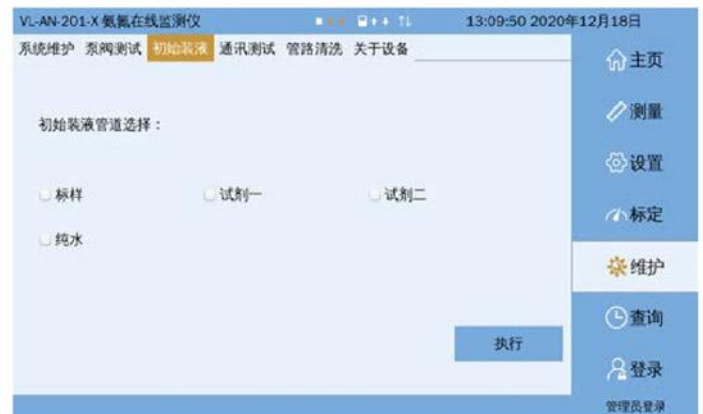 VL-AN-201-X 氨氮在线监测仪 13:09:50 2020年12月18日
系统维护 泵阀测试 初始装液 通讯测试 管路清洗 关于设备
初始装液管道选择：
标样 试剂一 试剂二
纯水
执行
主页
测量
设置
标定
维护
查询
登录
管理员登录